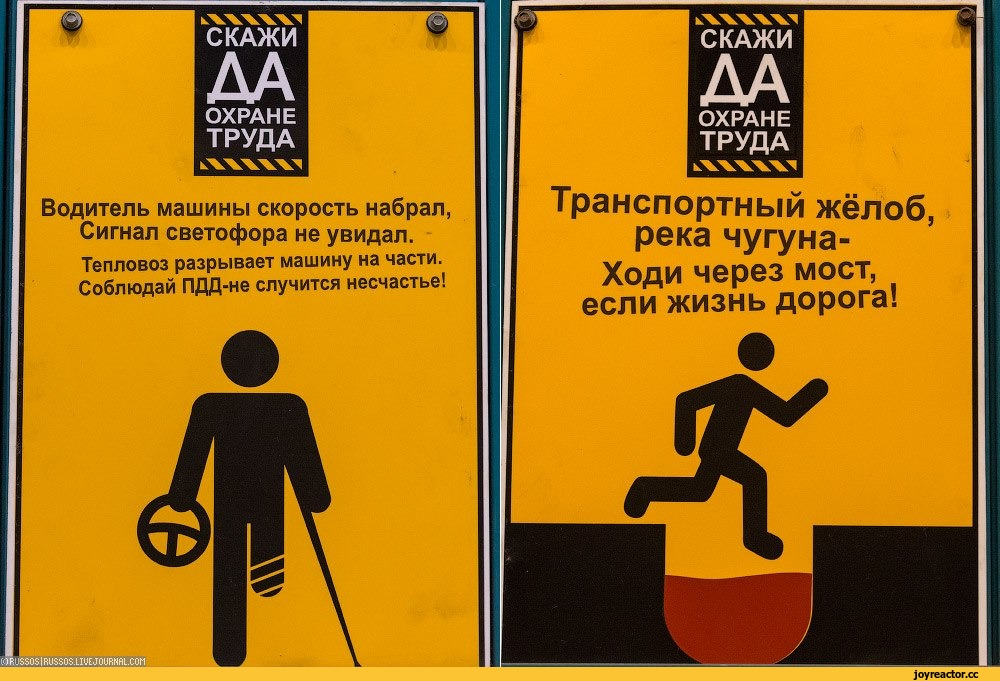 СКАЖИ
ДА
ОХРАНЕ
ТРУДА
Водитель машины скорость набрал,
Сигнал светофора не увидал.
Тепловоз разрывает машину на части.
Соблюдай ПДД-не случится несчастье!
СКАЖИ
ДА
ОХРАНЕ
ТРУДА
Транспортный жёлоб,
река чугуна-
Ходи через мост,
если жизнь дорога!
©RUSSOS|RUSSOS.LIVEJOURNAL.COM
joyreactor.cc